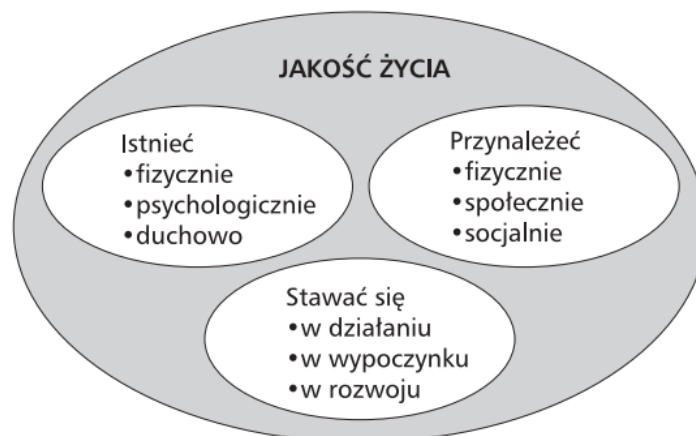 JAKOŚĆ ŻYCIA
Istnieć
•fizycznie
•psychologicznie
•duchowo
Przynależeć
•fizycznie
•społecznie
•socjalnie
Stawać się
•w działaniu
•w wypoczynku
•w rozwoju